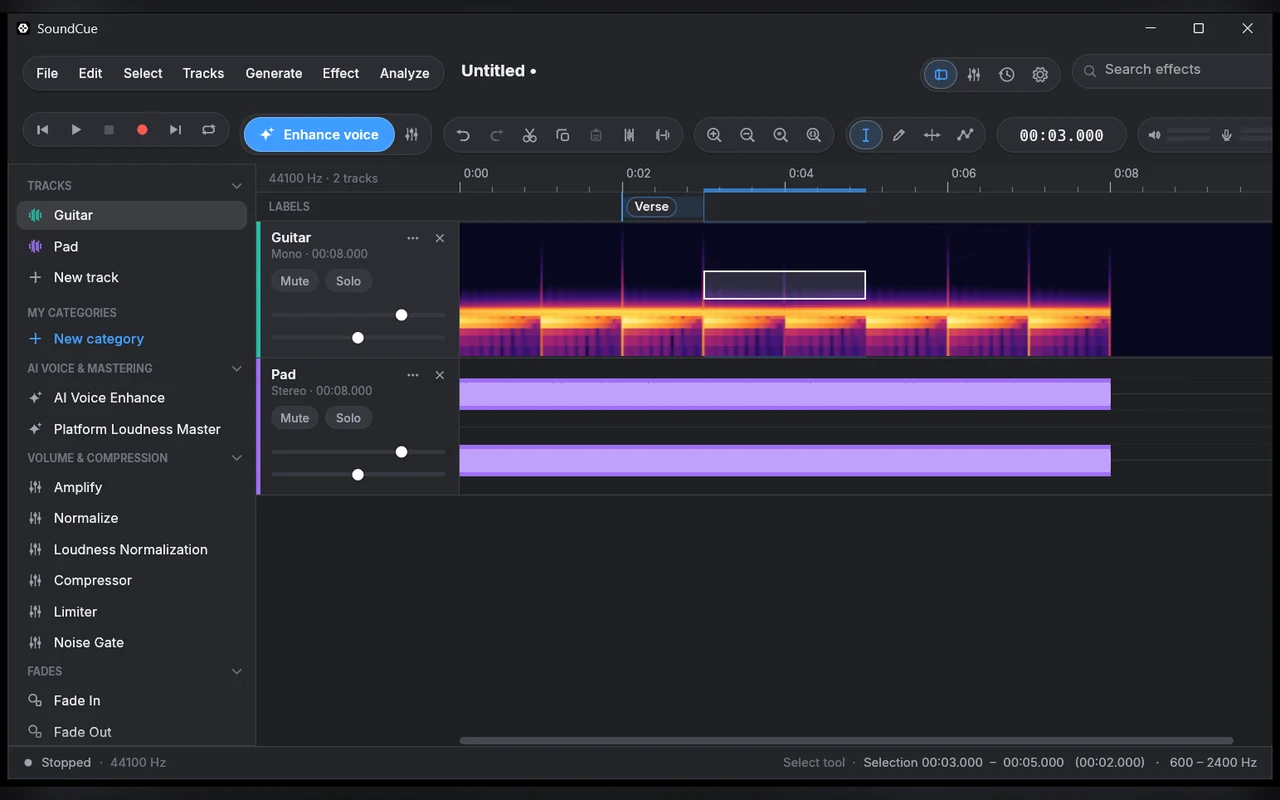 SoundCue
File Edit Select Tracks Generate Effect Analyze
Untitled •
Search effects
Enhance voice
00:03.000
TRACKS
Guitar
Pad
New track
MY CATEGORIES
New category
AI VOICE & MASTERING
AI Voice Enhance
Platform Loudness Master
VOLUME & COMPRESSION
Amplify
Normalize
Loudness Normalization
Compressor
Limiter
Noise Gate
FADES
Fade In
Fade Out
44100 Hz · 2 tracks
0:00 0:02 0:04 0:06 0:08
LABELS
Verse
Guitar
Mono · 00:08.000
Mute Solo
Pad
Stereo · 00:08.000
Mute Solo
Stopped · 44100 Hz
Select tool · Selection 00:03.000 – 00:05.000 (00:02.000) · 600 – 2400 Hz